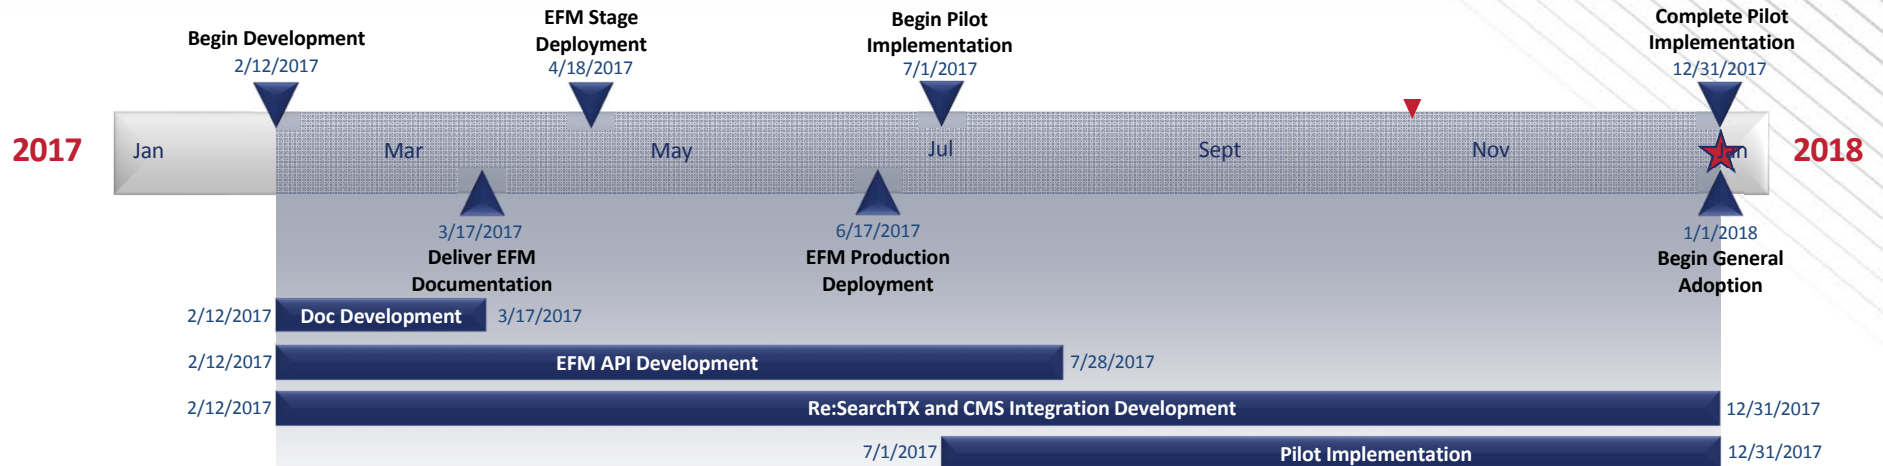 Begin Development
2/12/2017
EFM Stage
Deployment
4/18/2017
Begin Pilot
Implementation
7/1/2017
Complete Pilot
Implementation
12/31/2017
2017
Jan
Mar
May
Jul
Sept
Nov
Jan
2018
3/17/2017
Deliver EFM
Documentation
6/17/2017
EFM Production
Deployment
1/1/2018
Begin General
Adoption
2/12/2017 Doc Development 3/17/2017
2/12/2017 EFM API Development 7/28/2017
2/12/2017 Re:SearchTX and CMS Integration Development 12/31/2017
7/1/2017 Pilot Implementation 12/31/2017